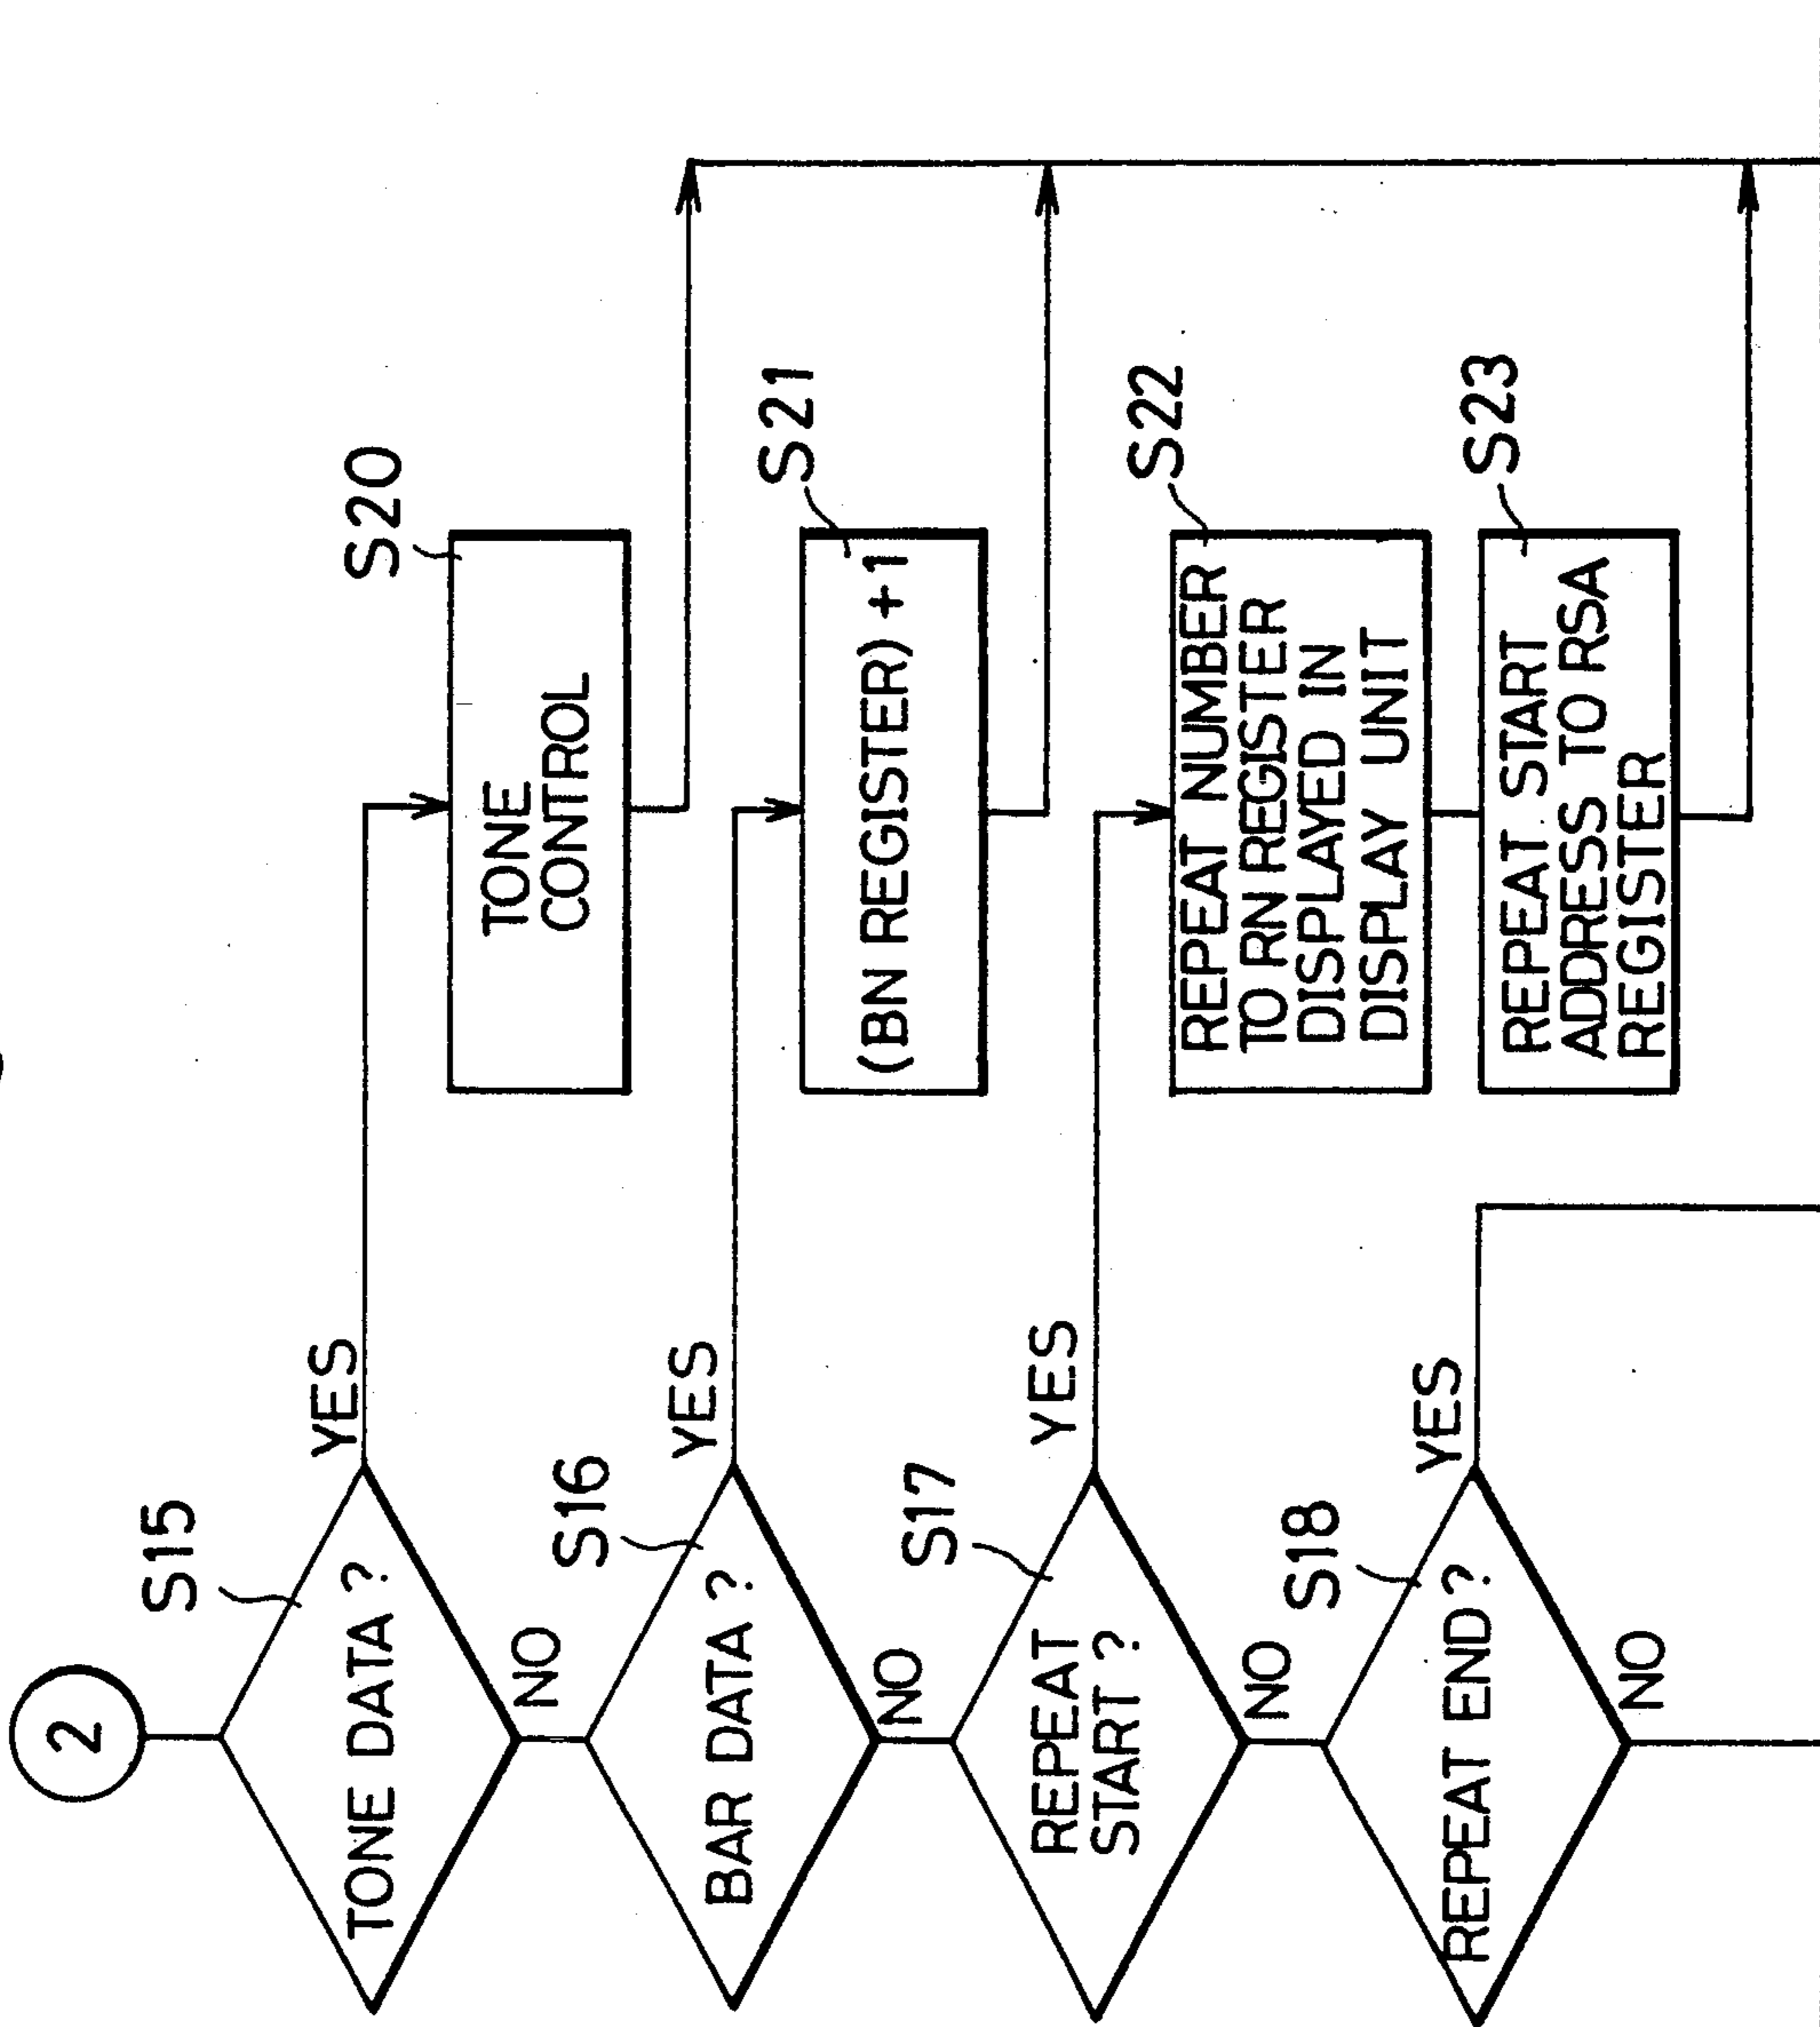 2
S15
TONE DATA ?
YES
NO
S20
TONE
CONTROL
S16
BAR DATA ?
YES
NO
S21
(BN REGISTER) +1
S17
REPEAT
START ?
YES
NO
S22
REPEAT NUMBER
TO RN REGISTER
DISPLAYED IN
DISPLAY UNIT
S23
REPEAT START
ADDRESS TO RSA
REGISTER
S18
REPEAT END?
YES
NO